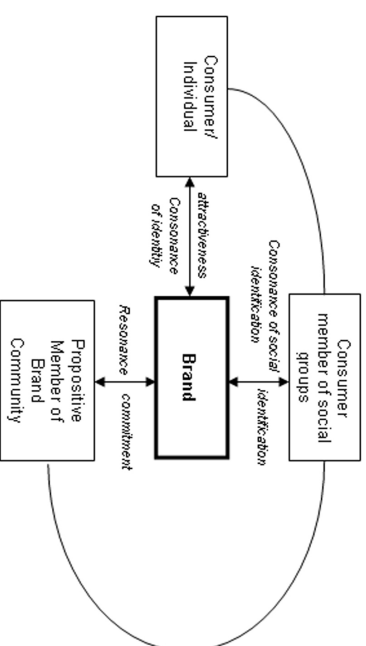 Consumer
member of social
groups
Consonance of social
identification
identification
Consumer/
Individual
attractiveness
Consonance
of identitiy
Brand
Resonance
commitment
Propositive
Member of
Brand
Community